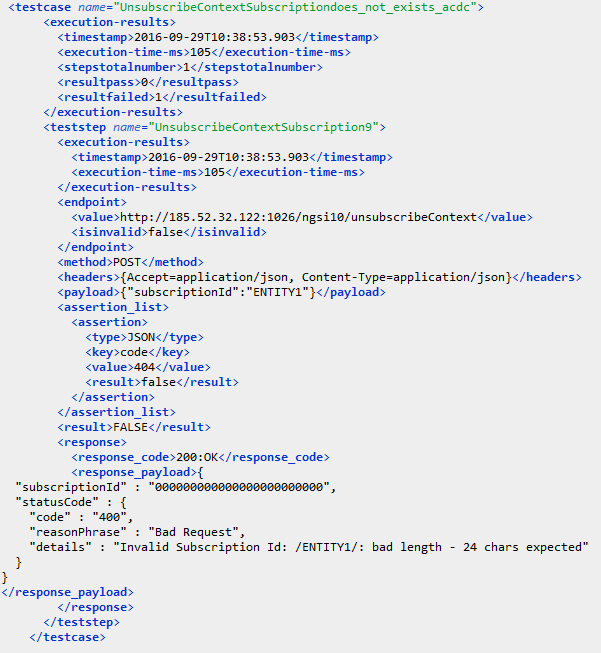 <testcase name="UnsubscribeContextSubscriptiondoes_not_exists_acdc">
<execution-results>
<timestamp>2016-09-29T10:38:53.903</timestamp>
<execution-time-ms>105</execution-time-ms>
<stepstotalnumber>1</stepstotalnumber>
<resultpass>0</resultpass>
<resultfailed>1</resultfailed>
</execution-results>
<teststep name="UnsubscribeContextSubscription9">
<execution-results>
<timestamp>2016-09-29T10:38:53.903</timestamp>
<execution-time-ms>105</execution-time-ms>
</execution-results>
<endpoint>
<value>http://185.52.32.122:1026/ngsi10/unsubscribeContext</value>
<isinvalid>false</isinvalid>
</endpoint>
<method>POST</method>
<headers>{Accept=application/json, Content-Type=application/json}</headers>
<payload>{"subscriptionId":"ENTITY1"}</payload>
<assertion_list>
<assertion>
<type>JSON</type>
<key>code</key>
<value>404</value>
<result>false</result>
</assertion>
</assertion_list>
<result>FALSE</result>
<response>
<response_code>200:OK</response_code>
<response_payload>{
"subscriptionId" : "000000000000000000000000",
"statusCode" : {
"code" : "400",
"reasonPhrase" : "Bad Request",
"details" : "Invalid Subscription Id: /ENTITY1/: bad length - 24 chars expected"
}
}
</response_payload>
</response>
</teststep>
</testcase>